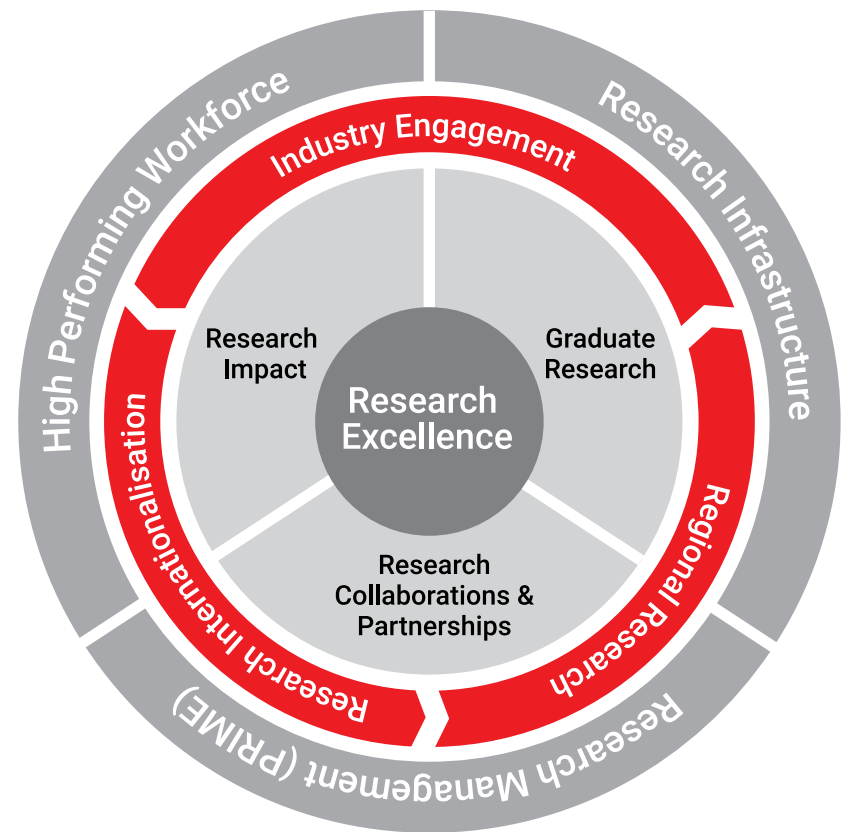 High Performing Workforce
Research Infrastructure
Research Management (PRIME)
Industry Engagement
Regional Research
Research Internationalisation
Research
Impact
Graduate
Research
Research
Collaborations &
Partnerships
Research
Excellence